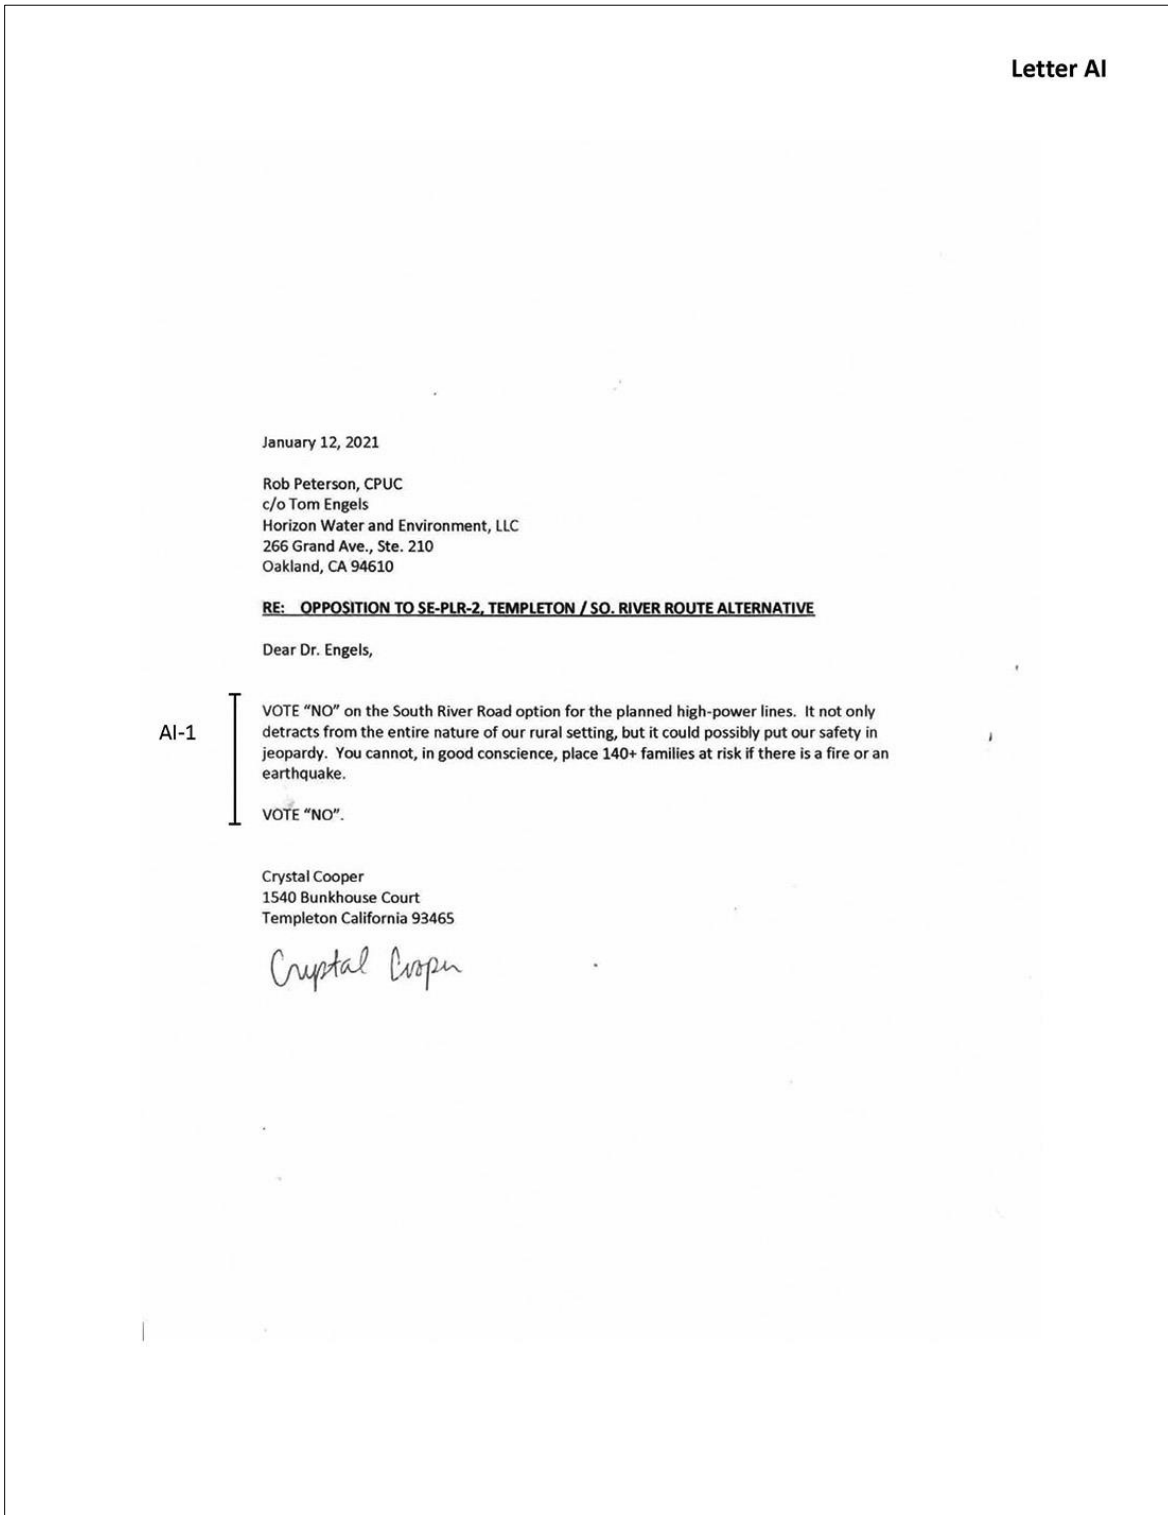 Letter AI
January 12, 2021
Rob Peterson, CPUC
c/o Tom Engels
Horizon Water and Environment, LLC
266 Grand Ave., Ste. 210
Oakland, CA 94610
RE: OPPOSITION TO SE-PLR-2, TEMPLETON / SO. RIVER ROUTE ALTERNATIVE
Dear Dr. Engels,
AI-1
VOTE “NO” on the South River Road option for the planned high-power lines. It not only
detracts from the entire nature of our rural setting, but it could possibly put our safety in
jeopardy. You cannot, in good conscience, place 140+ families at risk if there is a fire or an
earthquake.
VOTE “NO”.
Crystal Cooper
1540 Bunkhouse Court
Templeton California 93465
Crystal Cooper